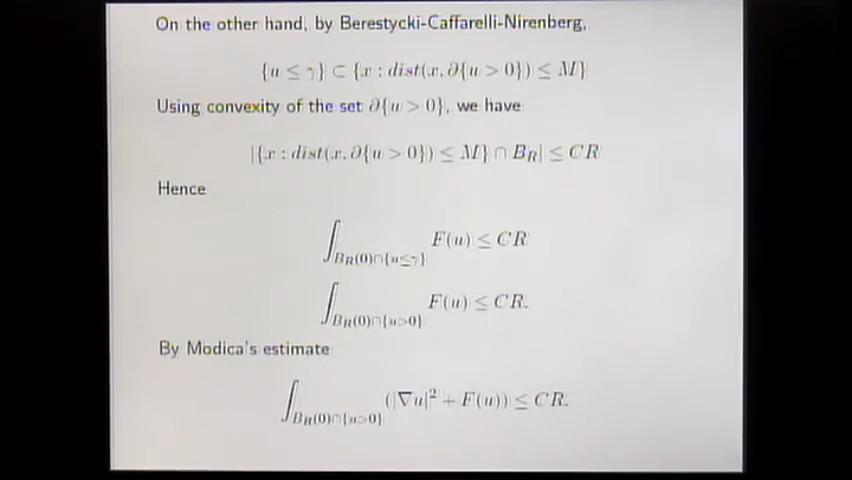 On the other hand, by Berestycki-Caffarelli-Nirenberg,
{u ≤ γ} ⊂ {x : dist(x, ∂{u > 0}) ≤ M}
Using convexity of the set ∂{u > 0}, we have
|{x : dist(x, ∂{u > 0}) ≤ M} ∩ B_R| ≤ CR
Hence
∫_{B_R(0)∩{u≤γ}} F(u) ≤ CR
∫_{B_R(0)∩{u>0}} F(u) ≤ CR.
By Modica's estimate
∫_{B_R(0)∩{u>0}} (|∇u|² + F(u)) ≤ CR.